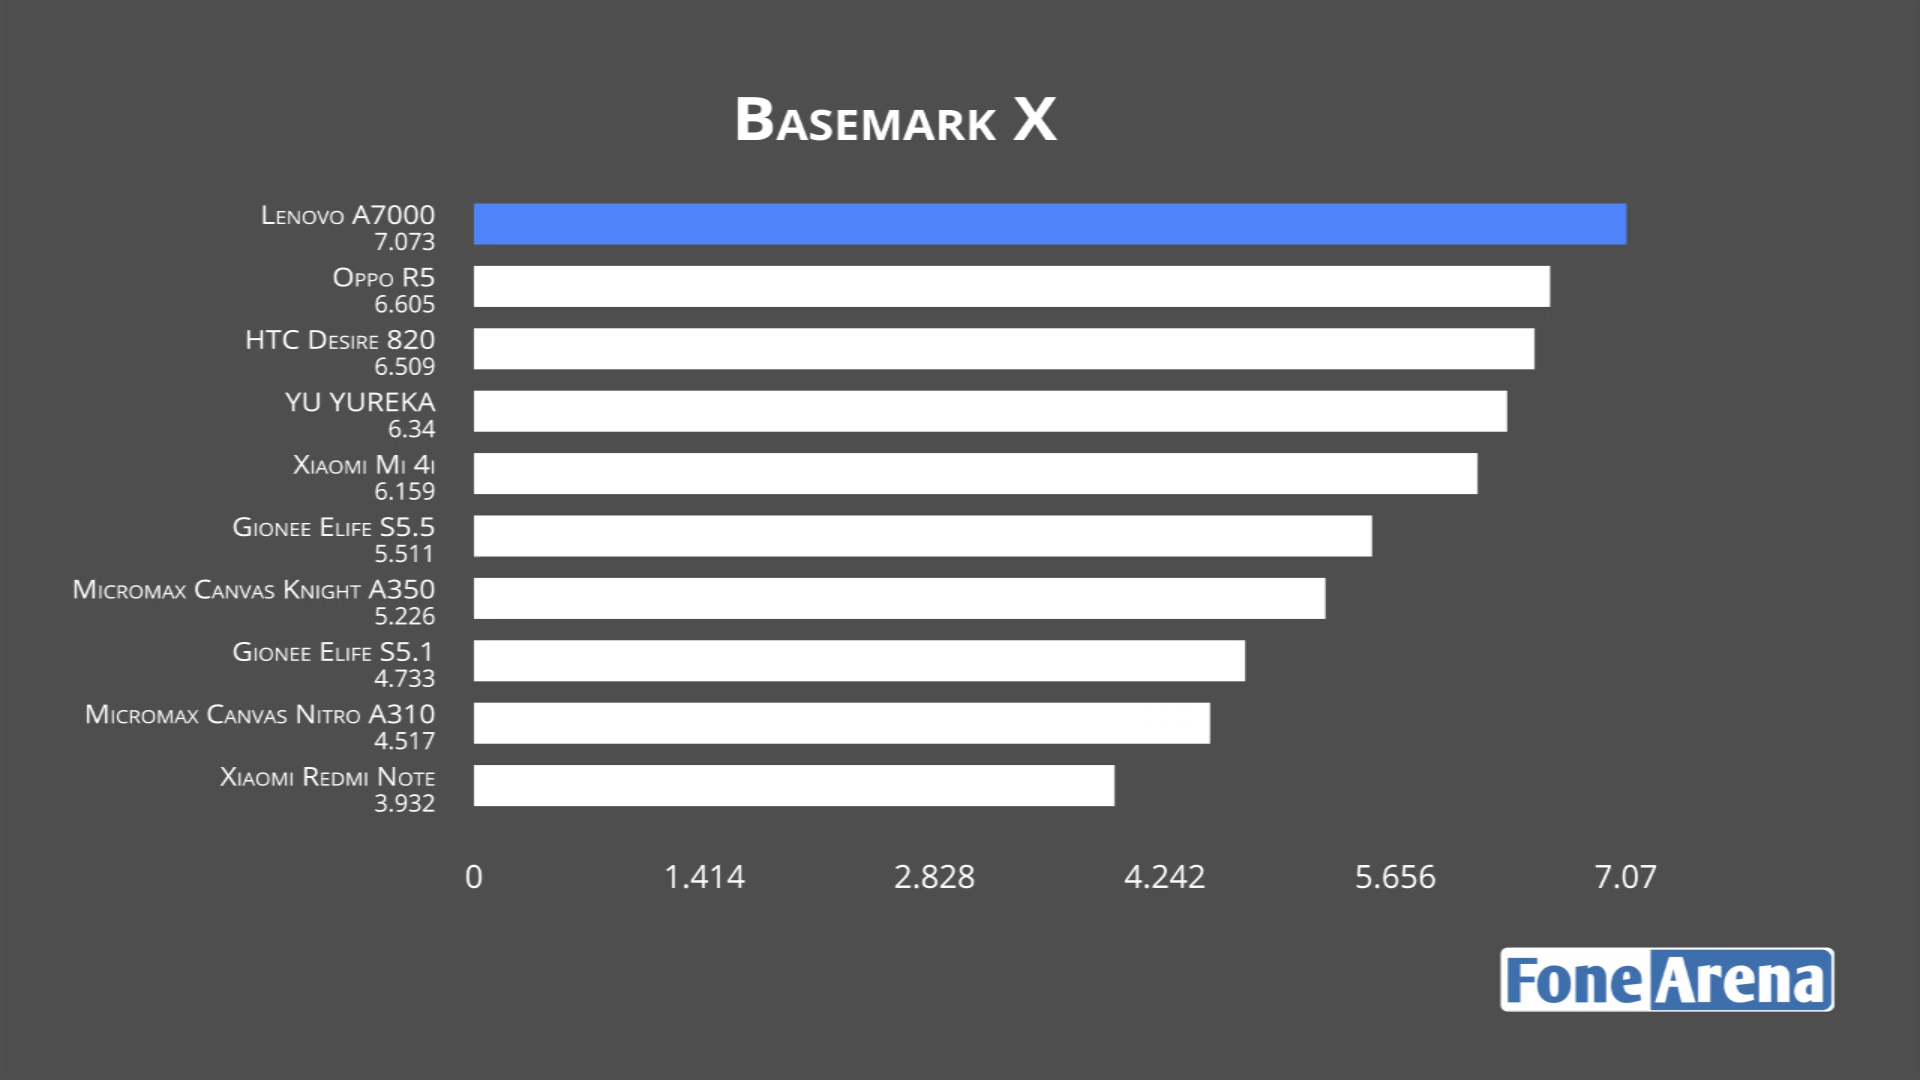 Basemark X
Lenovo A7000
7.073
Oppo R5
6.605
HTC Desire 820
6.509
YU YUREKA
6.34
Xiaomi Mi 4i
6.159
Gionee Elife S5.5
5.511
Micromax Canvas Knight A350
5.226
Gionee Elife S5.1
4.733
Micromax Canvas Nitro A310
4.517
Xiaomi Redmi Note
3.932
0 1.414 2.828 4.242 5.656 7.07
FoneArena